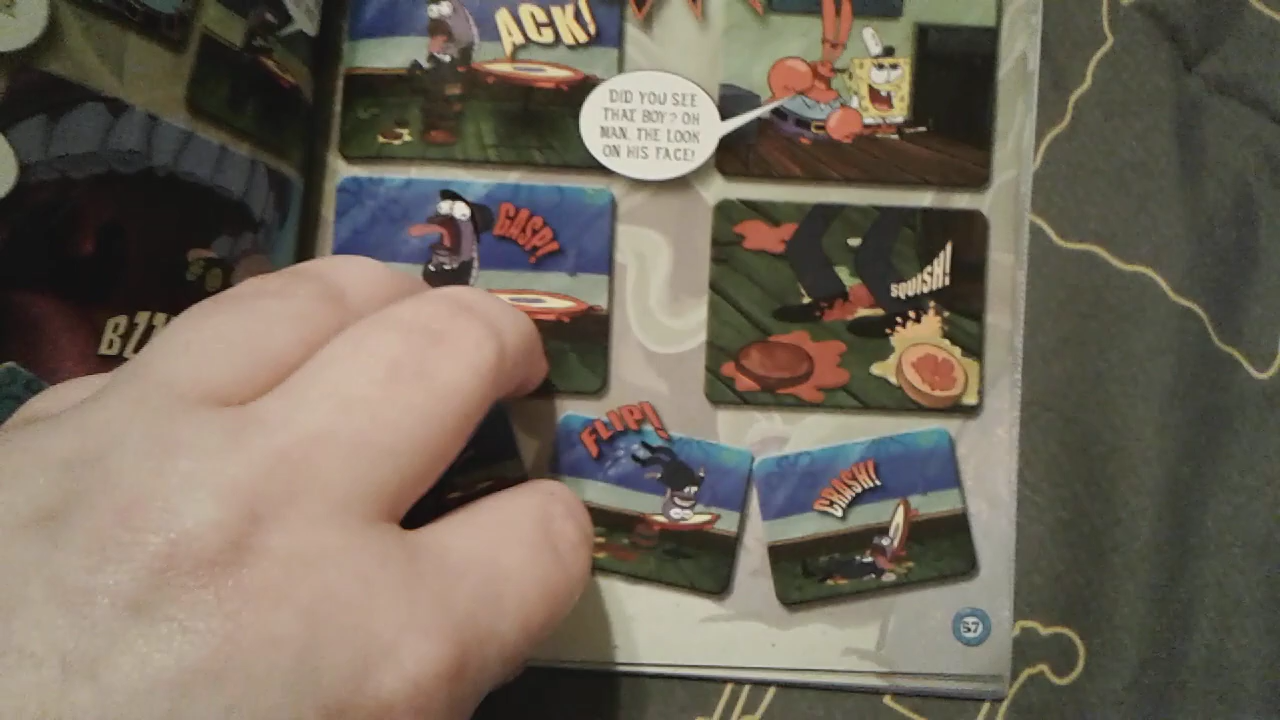 ACK!
DID YOU SEE
THAT BOY? OH
MAN, THE LOOK
ON HIS FACE!
GASP!
SQUISH!
FLIP!
CRASH!
57